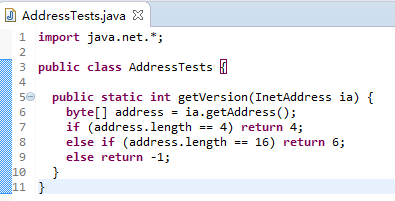 AddressTests.java
1 import java.net.*;
2
3 public class AddressTests {
4
5 public static int getVersion(InetAddress ia) {
6 byte[] address = ia.getAddress();
7 if (address.length == 4) return 4;
8 else if (address.length == 16) return 6;
9 else return -1;
10 }
11 }